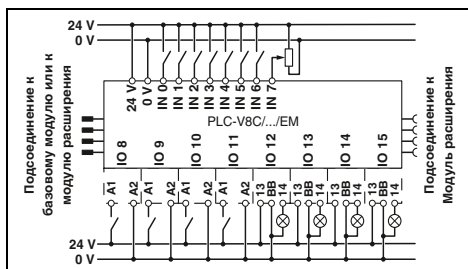 24 V
0 V
Подсоединение к
базовому модулю или к
модулю расширения
24 V
0 V
IN 0
IN 1
IN 2
IN 3
IN 4
IN 5
IN 6
IN 7
PLC-V8C/.../EM
IO 8
IO 9
IO 10
IO 11
IO 12
IO 13
IO 14
IO 15
Подсоединение к
Модуль расширения
A1
A2
A1
A2
A1
A2
A1
A2
13
BB
14
13
BB
14
13
BB
14
13
BB
14
24 V
0 V